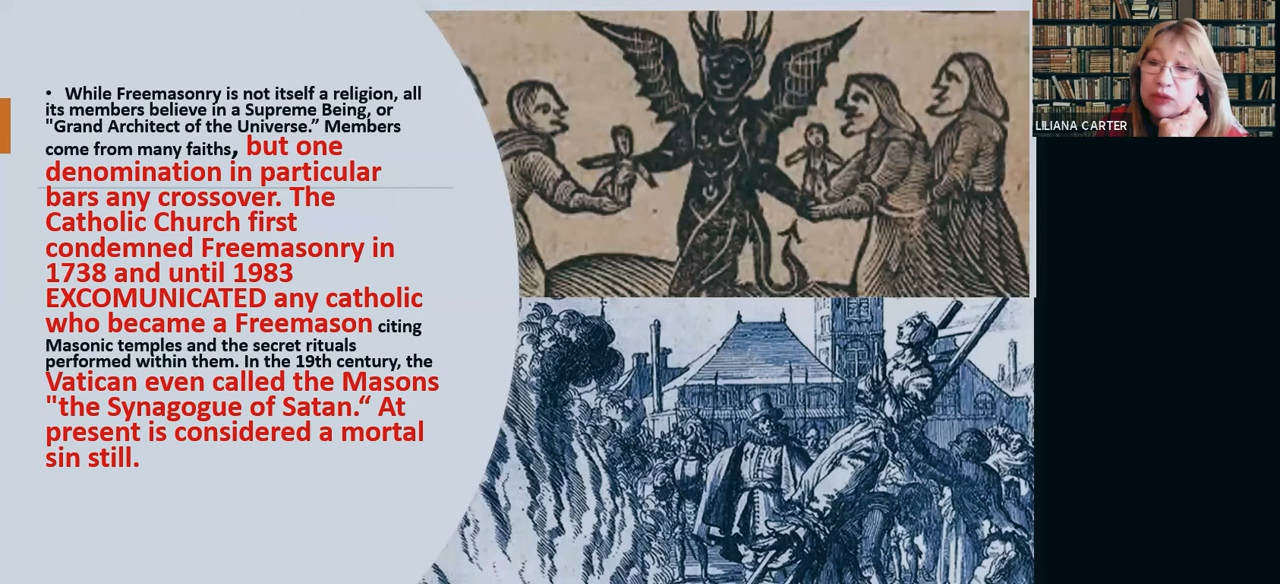 • While Freemasonry is not itself a religion, all
its members believe in a Supreme Being, or
"Grand Architect of the Universe.” Members
come from many faiths, but one
denomination in particular
bars any crossover. The
Catholic Church first
condemned Freemasonry in
1738 and until 1983
EXCOMUNICATED any catholic
who became a Freemason citing
Masonic temples and the secret rituals
performed within them. In the 19th century, the
Vatican even called the Masons
"the Synagogue of Satan.“ At
present is considered a mortal
sin still.
LILIANA CARTER